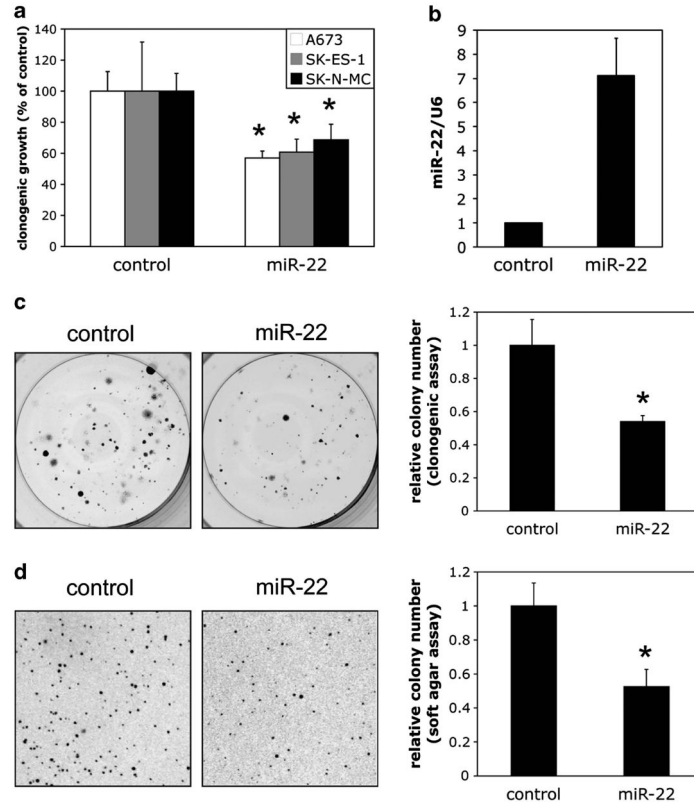 a
clonogenic growth (% of control)
140
120
100
80
60
40
20
0
A673
SK-ES-1
SK-N-MC
* * *
control miR-22
b
miR-22/U6
9
8
7
6
5
4
3
2
1
0
control miR-22
c
control miR-22
relative colony number
(clonogenic assay)
1.2
1
0.8
0.6
0.4
0.2
0
*
control miR-22
d
control miR-22
relative colony number
(soft agar assay)
1.2
1
0.8
0.6
0.4
0.2
0
*
control miR-22